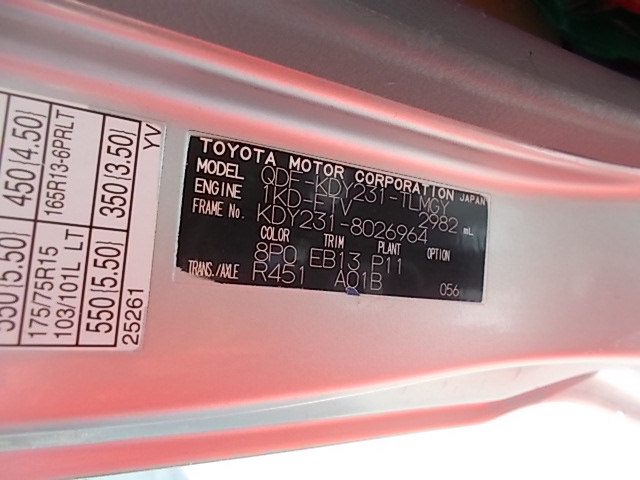 TOYOTA MOTOR CORPORATION JAPAN
MODEL QDF-KDY231-TLMGY
ENGINE 1KD-FTV 2982 mL
FRAME No. KDY231-8026964
COLOR TRIM PLANT OPTION
8P0 EB13 P11
TRANS./AXLE R451 A01B 056
450(4.50) 165R13-6PRLT 350(3.50) YV
550(5.50) 175/75R15 103/101L LT 550(5.50) 25261